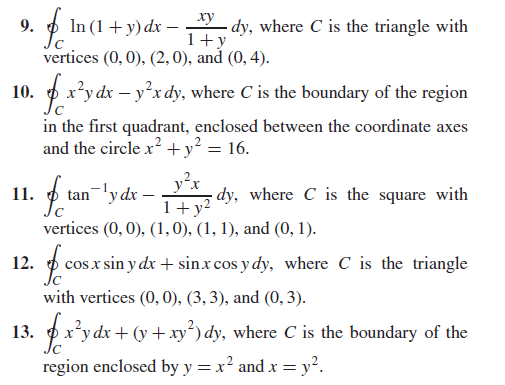 9. ∮_C ln (1 + y) dx − xy/(1 + y) dy, where C is the triangle with
vertices (0, 0), (2, 0), and (0, 4).
10. ∮_C x²y dx − y²x dy, where C is the boundary of the region
in the first quadrant, enclosed between the coordinate axes
and the circle x² + y² = 16.
11. ∮_C tan⁻¹y dx − y²x/(1 + y²) dy, where C is the square with
vertices (0, 0), (1, 0), (1, 1), and (0, 1).
12. ∮_C cos x sin y dx + sin x cos y dy, where C is the triangle
with vertices (0, 0), (3, 3), and (0, 3).
13. ∮_C x²y dx + (y + xy²) dy, where C is the boundary of the
region enclosed by y = x² and x = y².